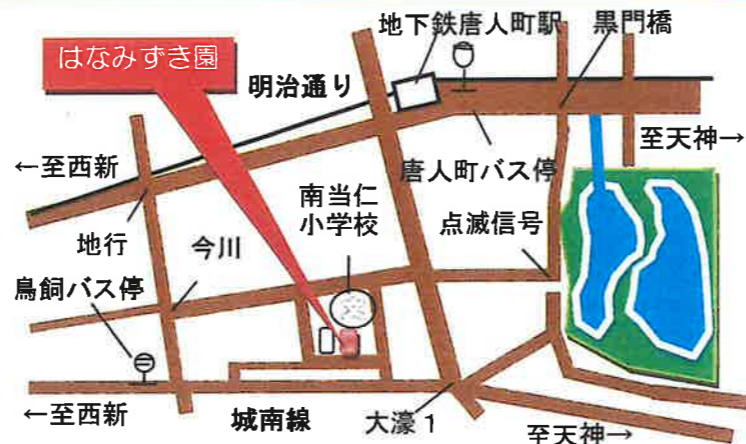 地下鉄唐人町駅
黒門橋
はなみずき園
明治通り
至天神→
←至西新
唐人町バス停
南当仁
小学校
点滅信号
地行
今川
鳥飼バス停
文
←至西新
城南線
大濠1
至天神→